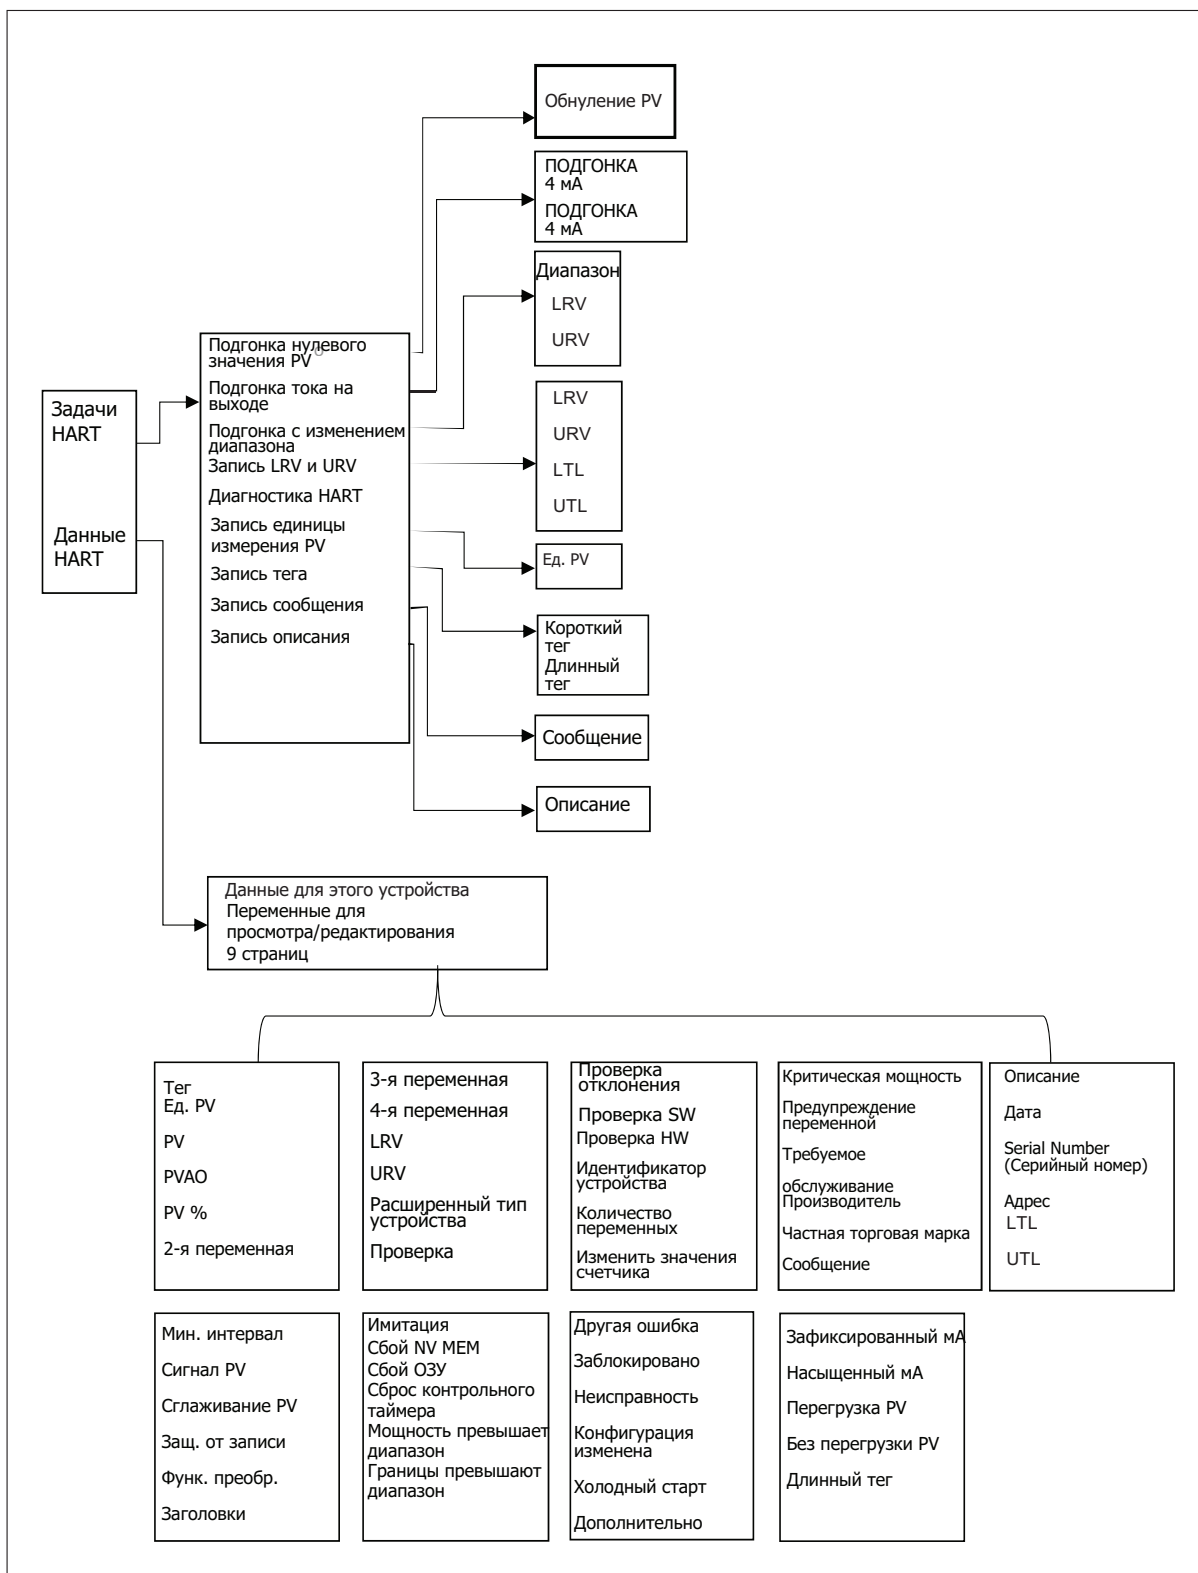 Обнуление PV
ПОДГОНКА
4 мА
ПОДГОНКА
4 мА
Диапазон
LRV
URV
LRV
URV
LTL
UTL
Ед. PV
Короткий
тег
Длинный
тег
Сообщение
Описание
Задачи
HART
Данные
HART
Подгонка нулевого
значения PV
Подгонка тока на
выходе
Подгонка с изменением
диапазона
Запись LRV и URV
Диагностика HART
Запись единицы
измерения PV
Запись тега
Запись сообщения
Запись описания
Данные для этого устройства
Переменные для
просмотра/редактирования
9 страниц
Тег
Ед. PV
PV
PVAO
PV %
2-я переменная
3-я переменная
4-я переменная
LRV
URV
Расширенный тип
устройства
Проверка
Проверка
отклонения
Проверка SW
Проверка HW
Идентификатор
устройства
Количество
переменных
Изменить значения
счетчика
Критическая мощность
Предупреждение
переменной
Требуемое
обслуживание
Производитель
Частная торговая марка
Сообщение
Описание
Дата
Serial Number
(Серийный номер)
Адрес
LTL
UTL
Мин. интервал
Сигнал PV
Сглаживание PV
Защ. от записи
Функ. преобр.
Заголовки
Имитация
Сбой NV MEM
Сбой ОЗУ
Сброс контрольного
таймера
Мощность превышает
диапазон
Границы превышают
диапазон
Другая ошибка
Заблокировано
Неисправность
Конфигурация
изменена
Холодный старт
Дополнительно
Зафиксированный мА
Насыщенный мА
Перегрузка PV
Без перегрузки PV
Длинный тег